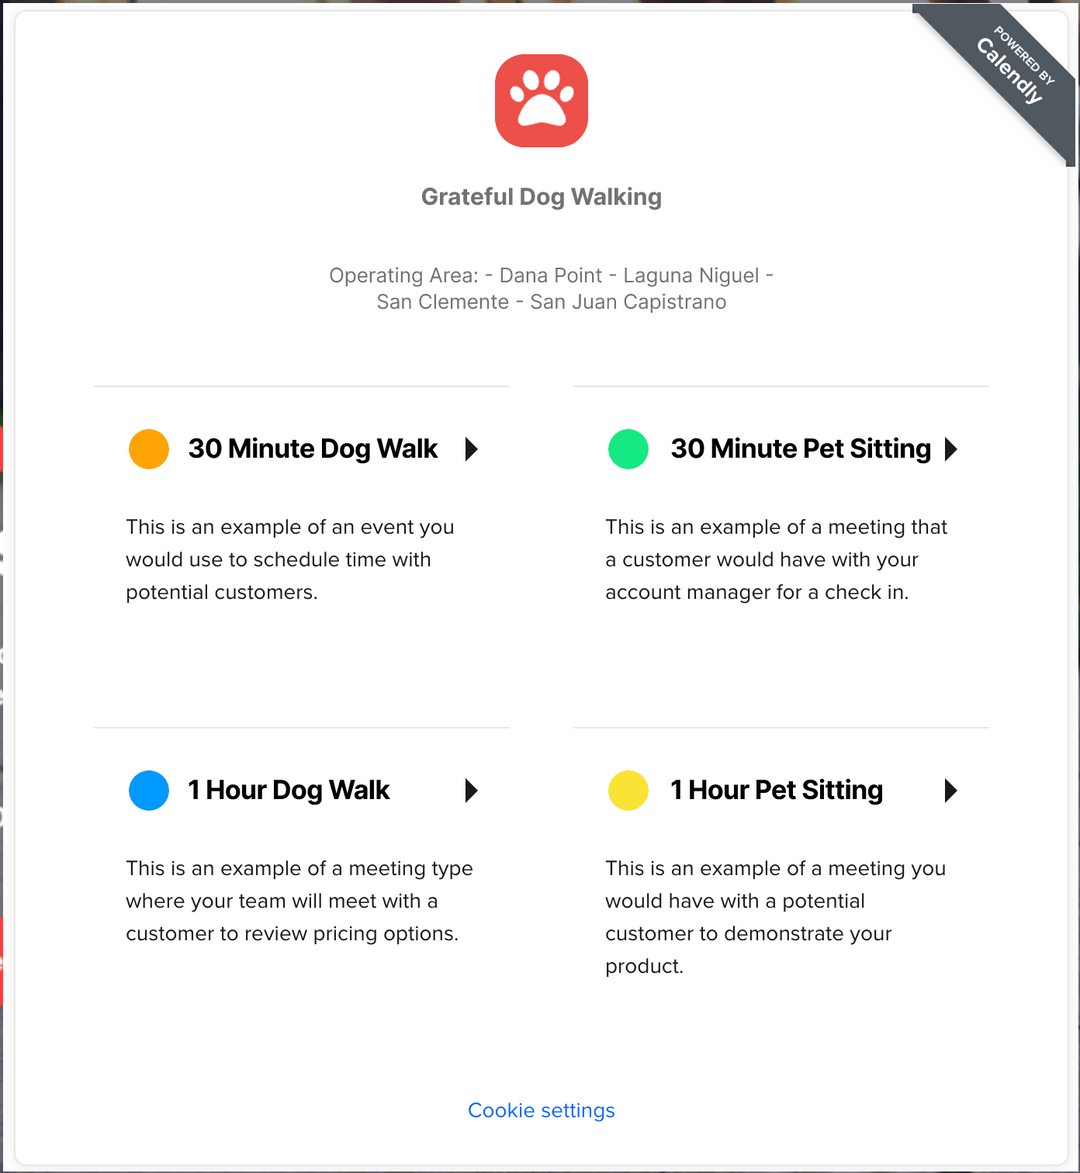 POWERED BY
Calendly
Grateful Dog Walking
Operating Area: - Dana Point - Laguna Niguel -
San Clemente - San Juan Capistrano
30 Minute Dog Walk
This is an example of an event you
would use to schedule time with
potential customers.
30 Minute Pet Sitting
This is an example of a meeting that
a customer would have with your
account manager for a check in.
1 Hour Dog Walk
This is an example of a meeting type
where your team will meet with a
customer to review pricing options.
1 Hour Pet Sitting
This is an example of a meeting you
would have with a potential
customer to demonstrate your
product.
Cookie settings